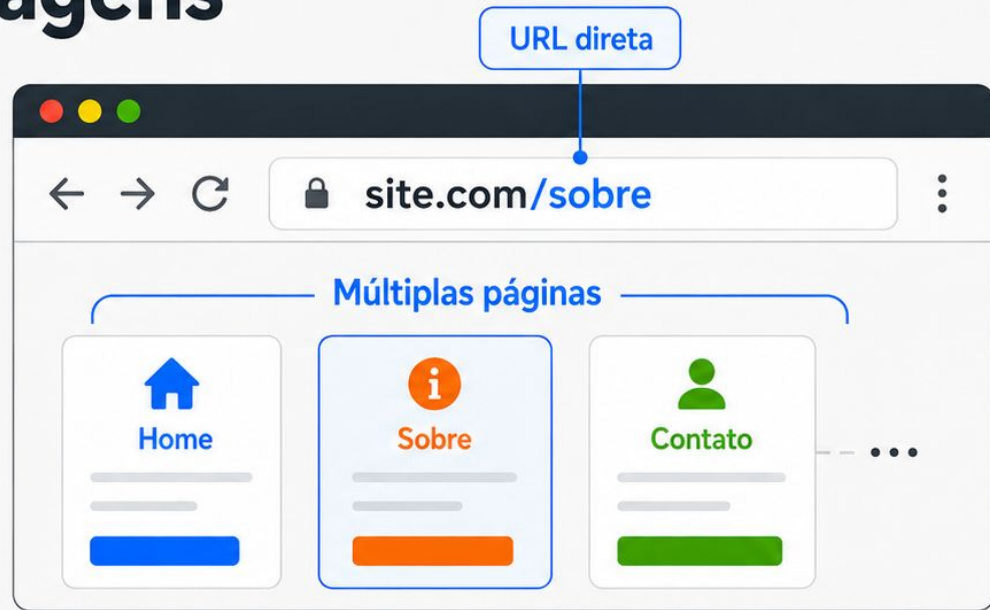 URL direta
site.com/sobre
Múltiplas páginas
Home
Sobre
Contato